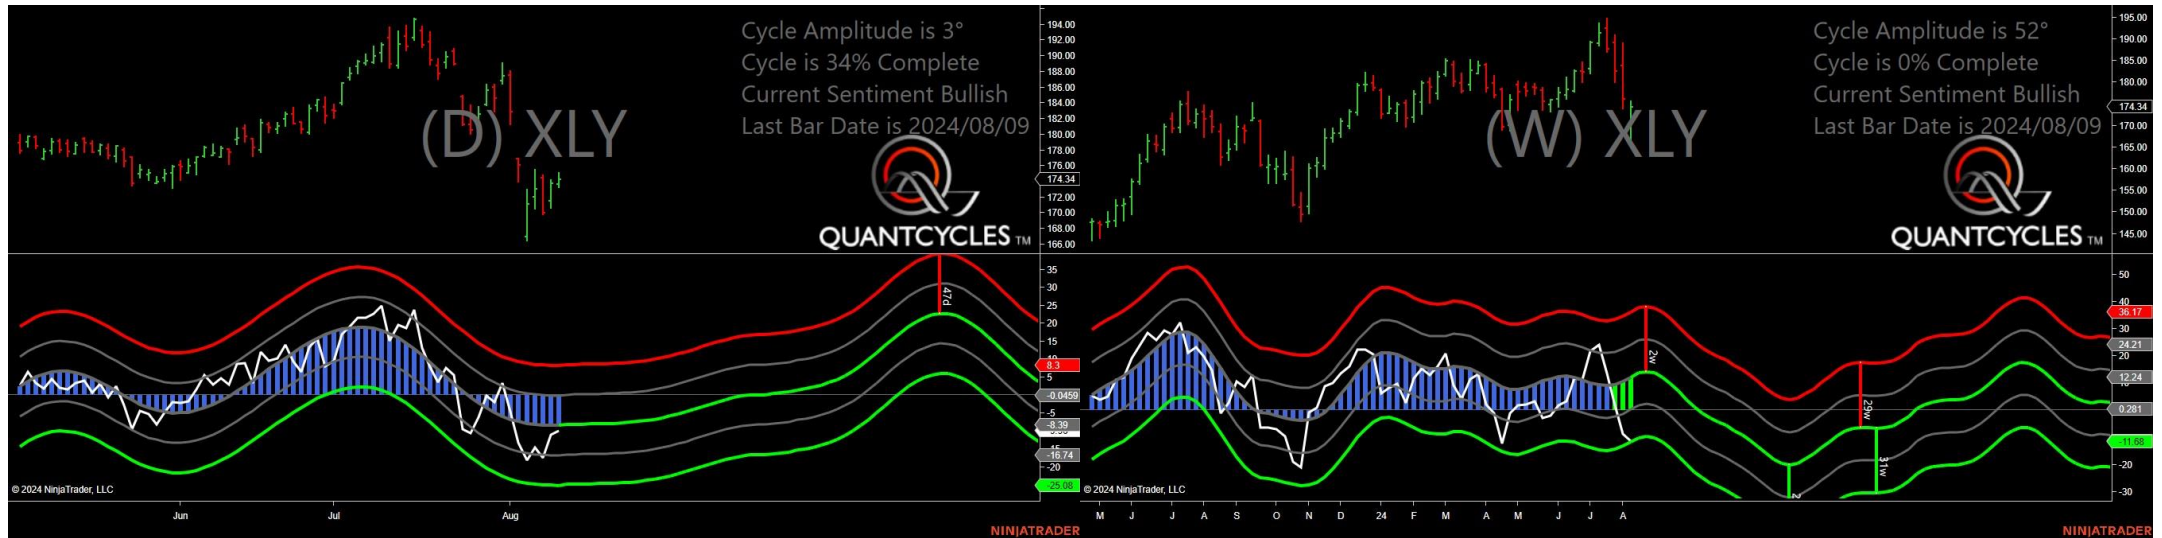 Cycle Amplitude is 3°
Cycle is 34% Complete
Current Sentiment Bullish
Last Bar Date is 2024/08/09
(D) XLY
QUANTCYCLES TM
194.00
192.00
190.00
188.00
186.00
184.00
182.00
180.00
178.00
176.00
174.34
172.00
170.00
168.00
166.00
47d
35
30
25
20
15
8.3
5
-0.0459
-5
-8.39
-16.74
-20
-25.08
© 2024 NinjaTrader, LLC
Jun Jul Aug
NINJATRADER
Cycle Amplitude is 52°
Cycle is 0% Complete
Current Sentiment Bullish
Last Bar Date is 2024/08/09
(W) XLY
QUANTCYCLES TM
195.00
190.00
185.00
180.00
174.34
170.00
165.00
160.00
155.00
150.00
145.00
2w
29w
31w
2
50
40
36.17
30
24.21
20
12.24
0.281
-11.68
-20
-30
© 2024 NinjaTrader, LLC
M J J A S O N D 24 F M A M J J A
NINJATRADER